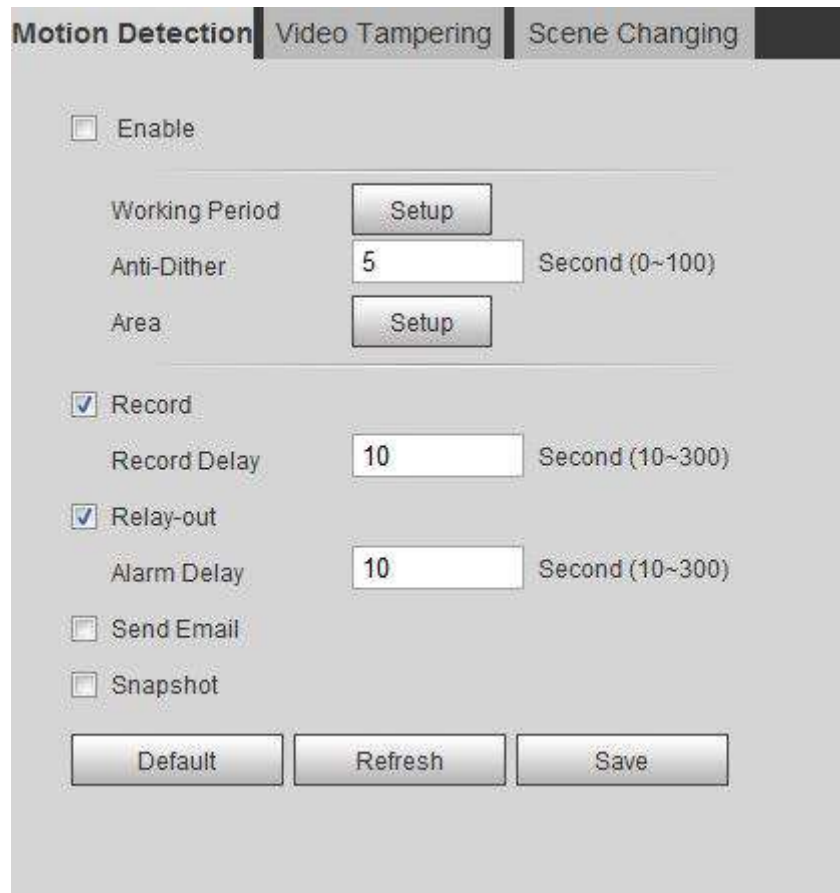 Motion Detection Video Tampering Scene Changing
Enable
Working Period Setup
Anti-Dither 5 Second (0~100)
Area Setup
Record
Record Delay 10 Second (10~300)
Relay-out
Alarm Delay 10 Second (10~300)
Send Email
Snapshot
Default Refresh Save